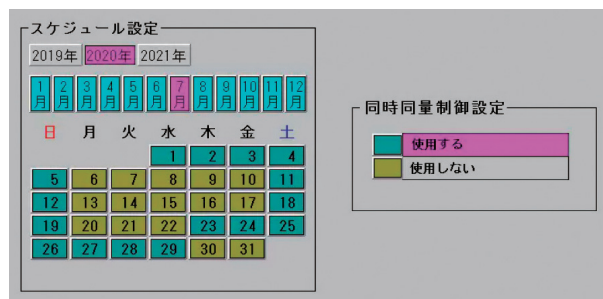 スケジュール設定
2019年 2020年 2021年
1月 2月 3月 4月 5月 6月 7月 8月 9月 10月 11月 12月
日 月 火 水 木 金 土
1 2 3 4
5 6 7 8 9 10 11
12 13 14 15 16 17 18
19 20 21 22 23 24 25
26 27 28 29 30 31
同時同量制御設定
使用する
使用しない